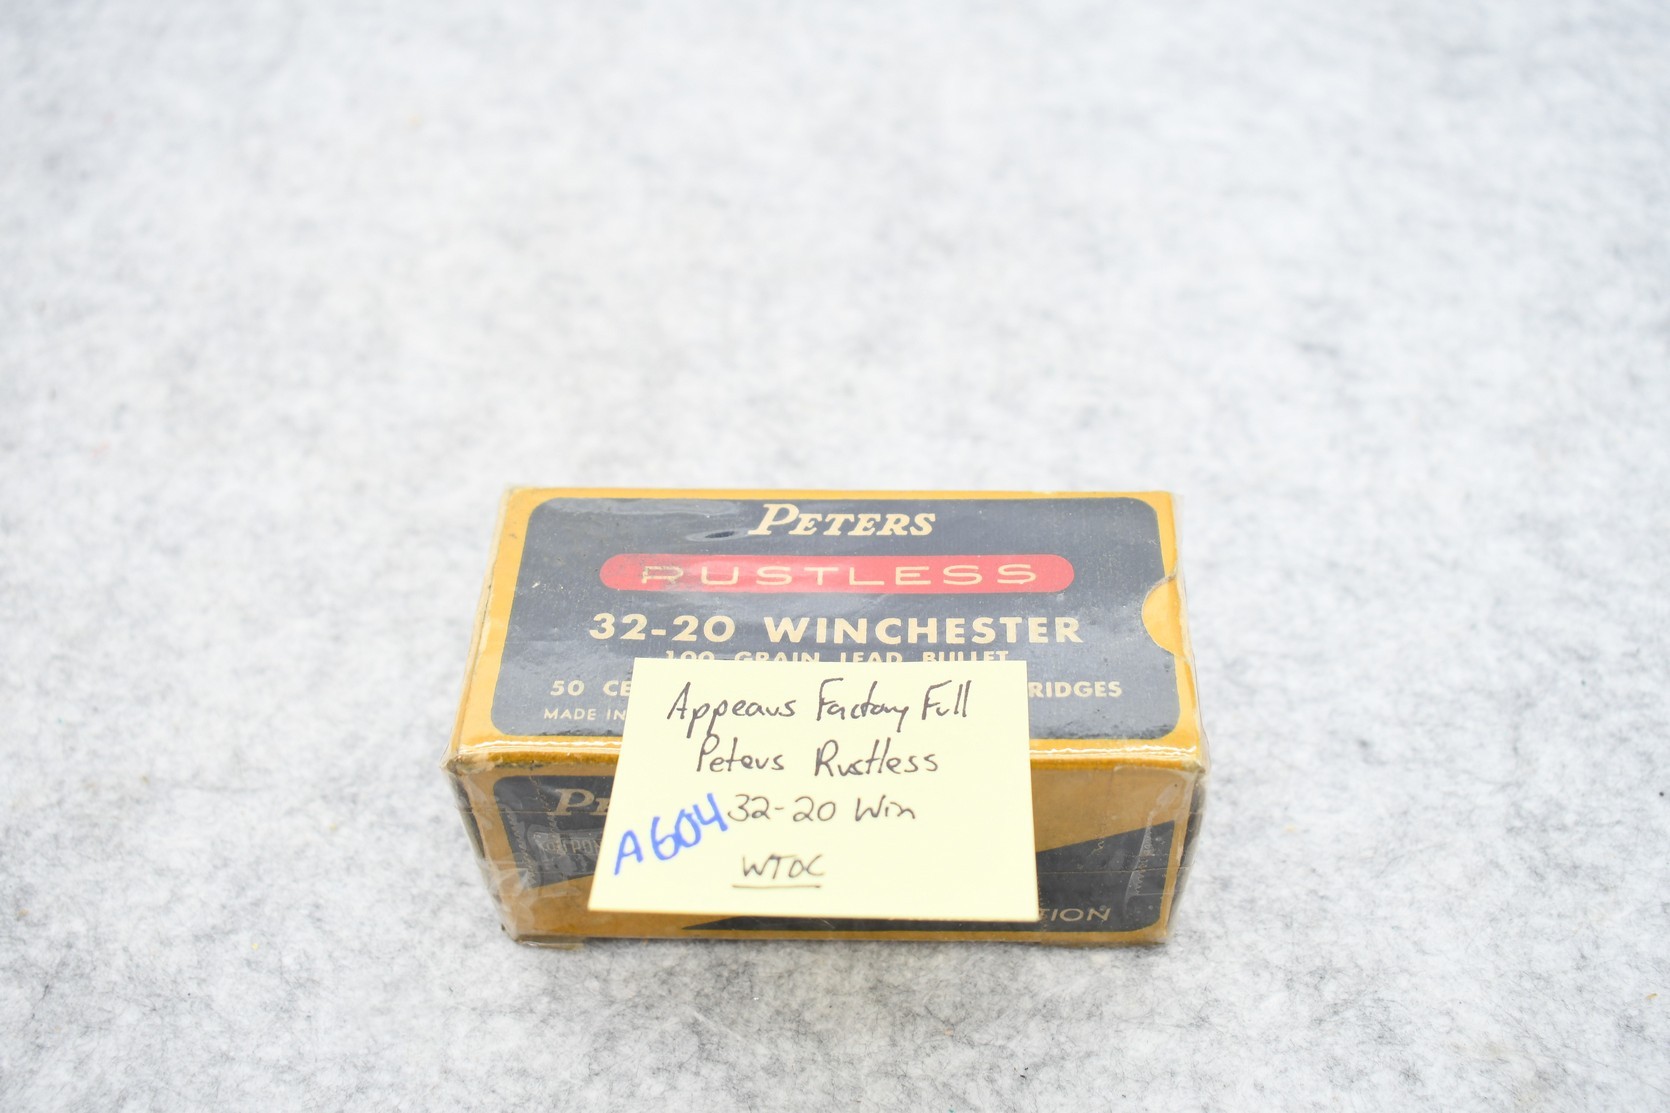 PETERS
RUSTLESS
32-20 WINCHESTER
100 GRAIN LEAD BULLET
50 CE RIDGES
MADE IN
Appears Factory Full
Peters Rustless
A604 32-20 Win
WTOC
PE
TION